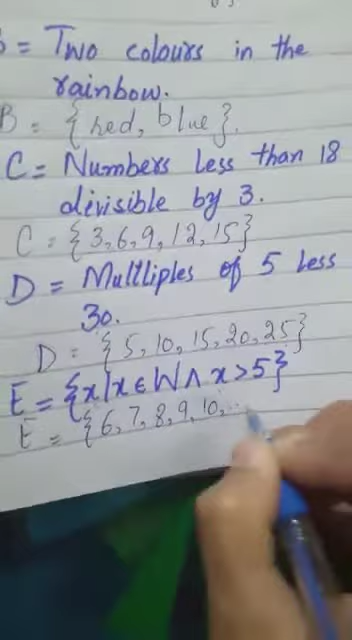 B = Two colours in the
rainbow.
B = {red, blue}.
C = Numbers less than 18
divisible by 3.
C = {3,6,9,12,15}
D = Multliples of 5 less
30.
D = {5,10,15,20,25}
E = {x|x∈W∧x>5}
E = {6,7,8,9,10,...